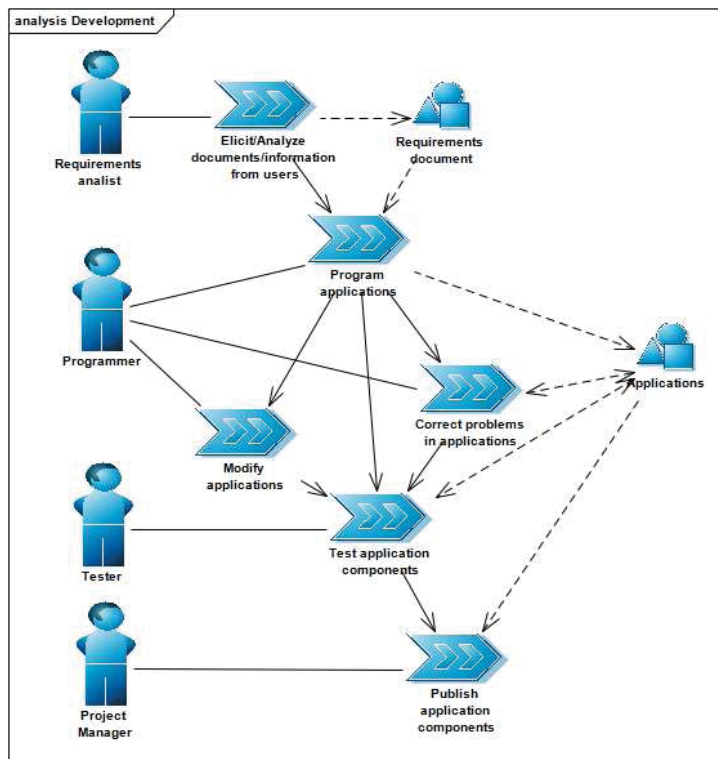 analysis Development
Requirements
analist
Elicit/Analyze
documents/information
from users
Requirements
document
Program
applications
Programmer
Applications
Correct problems
in applications
Modify
applications
Tester
Test application
components
Project
Manager
Publish
application
components